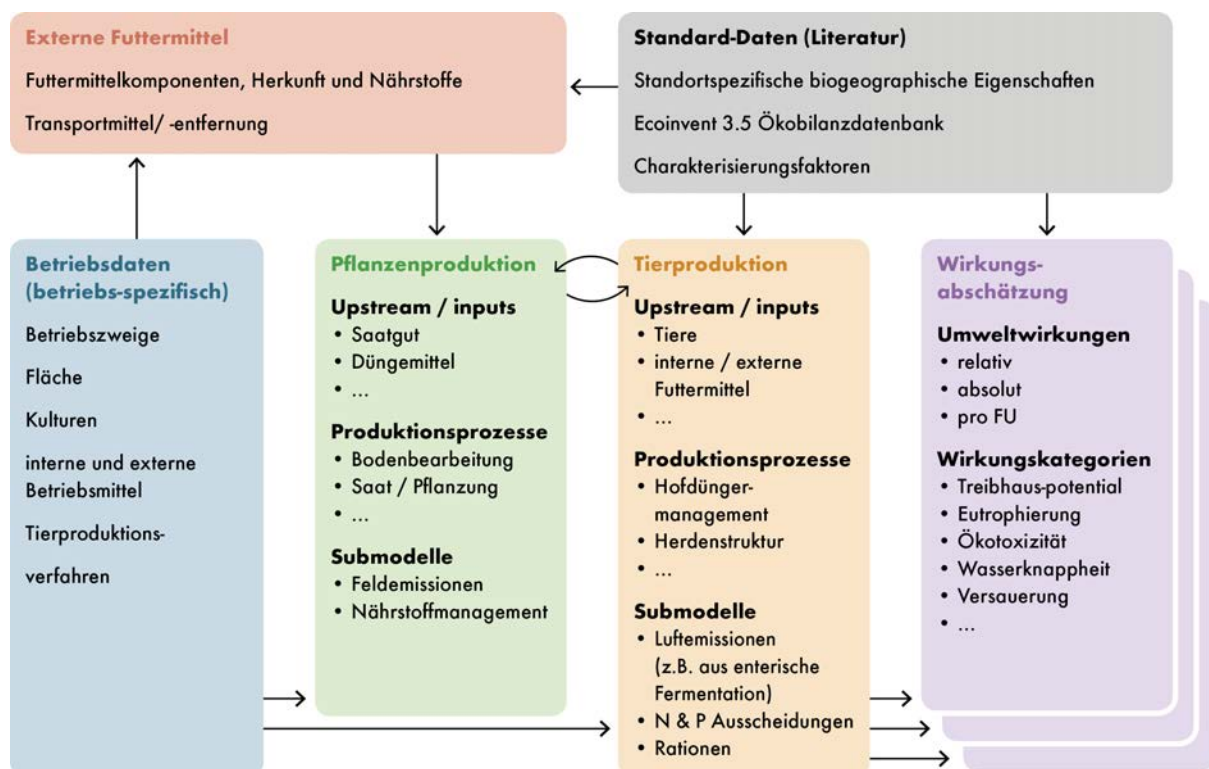 Externe Futtermittel
Futtermittelkomponenten, Herkunft und Nährstoffe
Transportmittel/ -entfernung
Standard-Daten (Literatur)
Standortspezifische biogeographische Eigenschaften
Ecoinvent 3.5 Ökobilanzdatenbank
Charakterisierungsfaktoren
Betriebsdaten
(betriebs-spezifisch)
Betriebszweige
Fläche
Kulturen
interne und externe
Betriebsmittel
Tierproduktions-
verfahren
Pflanzenproduktion
Upstream / inputs
• Saatgut
• Düngemittel
• ...
Produktionsprozesse
• Bodenbearbeitung
• Saat / Pflanzung
• ...
Submodelle
• Feldemissionen
• Nährstoffmanagement
Tierproduktion
Upstream / inputs
• Tiere
• interne / externe
Futtermittel
• ...
Produktionsprozesse
• Hofdünger-
management
• Herdenstruktur
• ...
Submodelle
• Luftemissionen
(z.B. aus enterische
Fermentation)
• N & P Ausscheidungen
• Rationen
Wirkungs-
abschätzung
Umweltwirkungen
• relativ
• absolut
• pro FU
Wirkungskategorien
• Treibhaus-potential
• Eutrophierung
• Ökotoxizität
• Wasserknappheit
• Versauerung
• ...